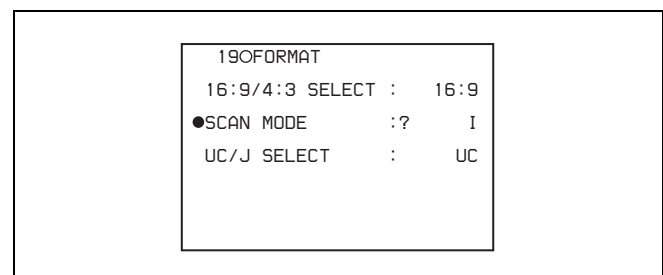 19○FORMAT
16:9/4:3 SELECT : 16:9
●SCAN MODE :? I
UC/J SELECT : UC